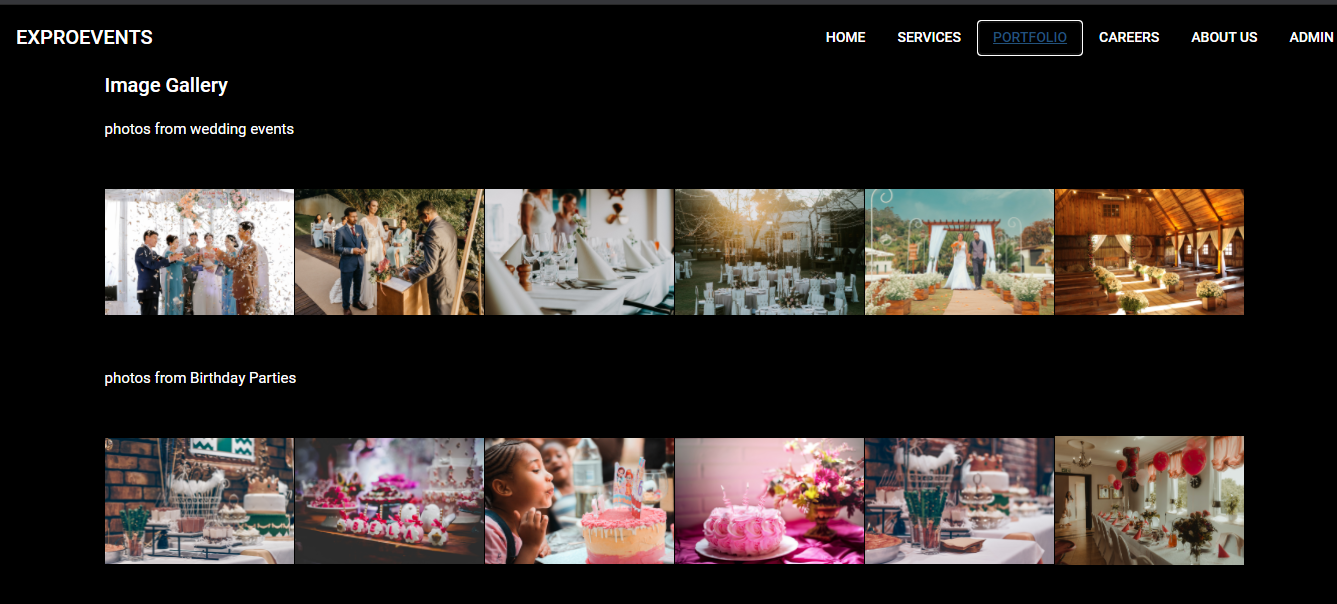 EXPROEVENTS
HOME SERVICES PORTFOLIO CAREERS ABOUT US ADMIN
Image Gallery
photos from wedding events
photos from Birthday Parties